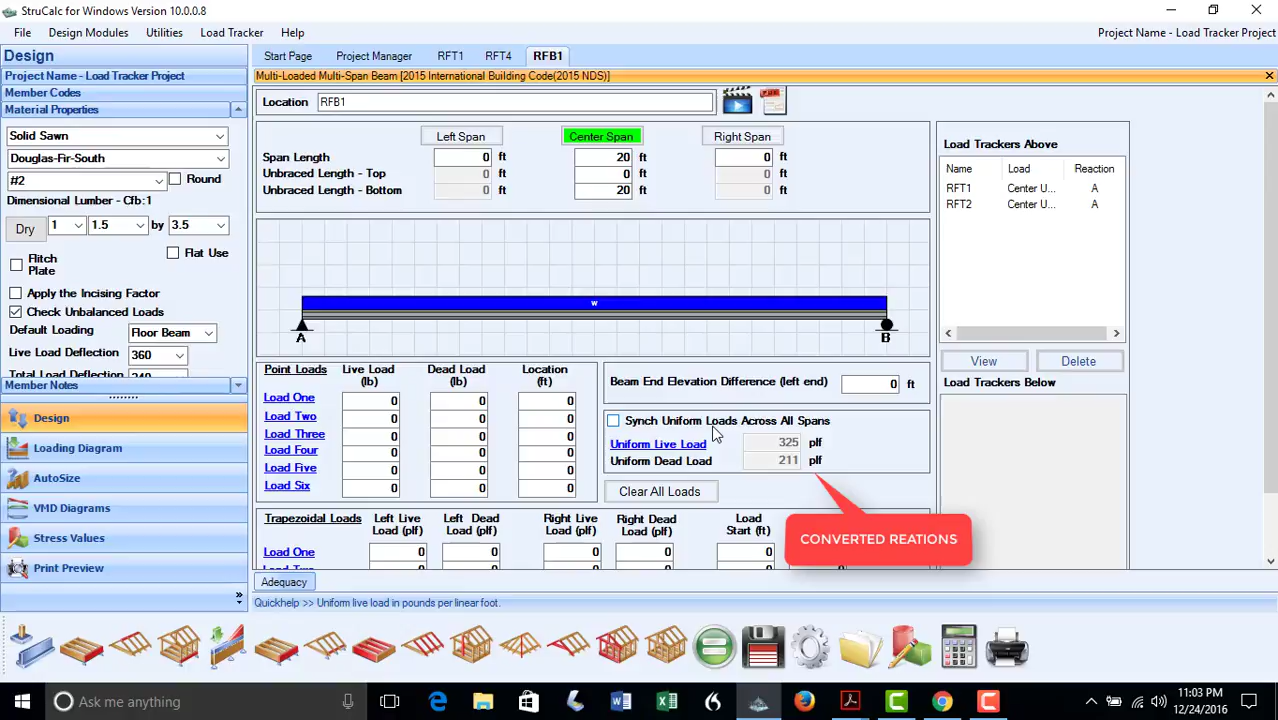 StruCalc for Windows Version 10.0.0.8
File Design Modules Utilities Load Tracker Help
Project Name - Load Tracker Project
Design
Project Name - Load Tracker Project
Member Codes
Material Properties
Solid Sawn
Douglas-Fir-South
#2
Round
Dimensional Lumber - Cfb:1
Dry 1 1.5 by 3.5
Flat Use
Flitch
Plate
Apply the Incising Factor
Check Unbalanced Loads
Default Loading Floor Beam
Live Load Deflection 360
Total Load Deflection 240
Member Notes
Design
Loading Diagram
AutoSize
VMD Diagrams
Stress Values
Print Preview
Start Page Project Manager RFT1 RFT4 RFB1
Multi-Loaded Multi-Span Beam [2015 International Building Code(2015 NDS)]
Location RFB1
Left Span Center Span Right Span
Span Length 0 ft 20 ft 0 ft
Unbraced Length - Top 0 ft 0 ft 0 ft
Unbraced Length - Bottom 0 ft 20 ft 0 ft
w
A B
Point Loads Live Load (lb) Dead Load (lb) Location (ft)
Load One 0 0 0
Load Two 0 0 0
Load Three 0 0 0
Load Four 0 0 0
Load Five 0 0 0
Load Six 0 0 0
Beam End Elevation Difference (left end) 0 ft
Synch Uniform Loads Across All Spans
Uniform Live Load 325 plf
Uniform Dead Load 211 plf
Clear All Loads
CONVERTED REATIONS
Trapezoidal Loads Left Live Load (plf) Left Dead Load (plf) Right Live Load (plf) Right Dead Load (plf) Load Start (ft)
Load One 0 0 0 0 0
Load Two 0 0 0 0 0
Load Trackers Above
Name Load Reaction
RFT1 Center U... A
RFT2 Center U... A
View Delete
Load Trackers Below
Adequacy
Quickhelp >> Uniform live load in pounds per linear foot.
Ask me anything
11:03 PM
12/24/2016